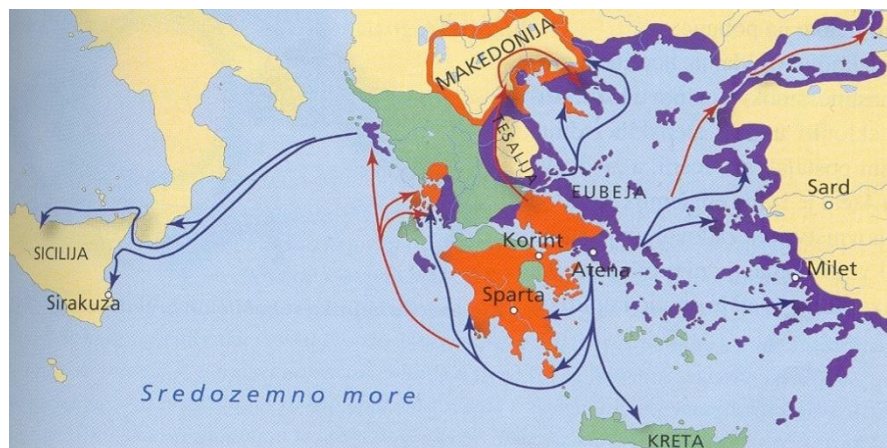 MAKEDONIJA
TESALIJA
EUBEJA
Sard
SICILIJA
Korint
Atena
Milet
Sirakuza
Sparta
Sredozemno more
KRETA